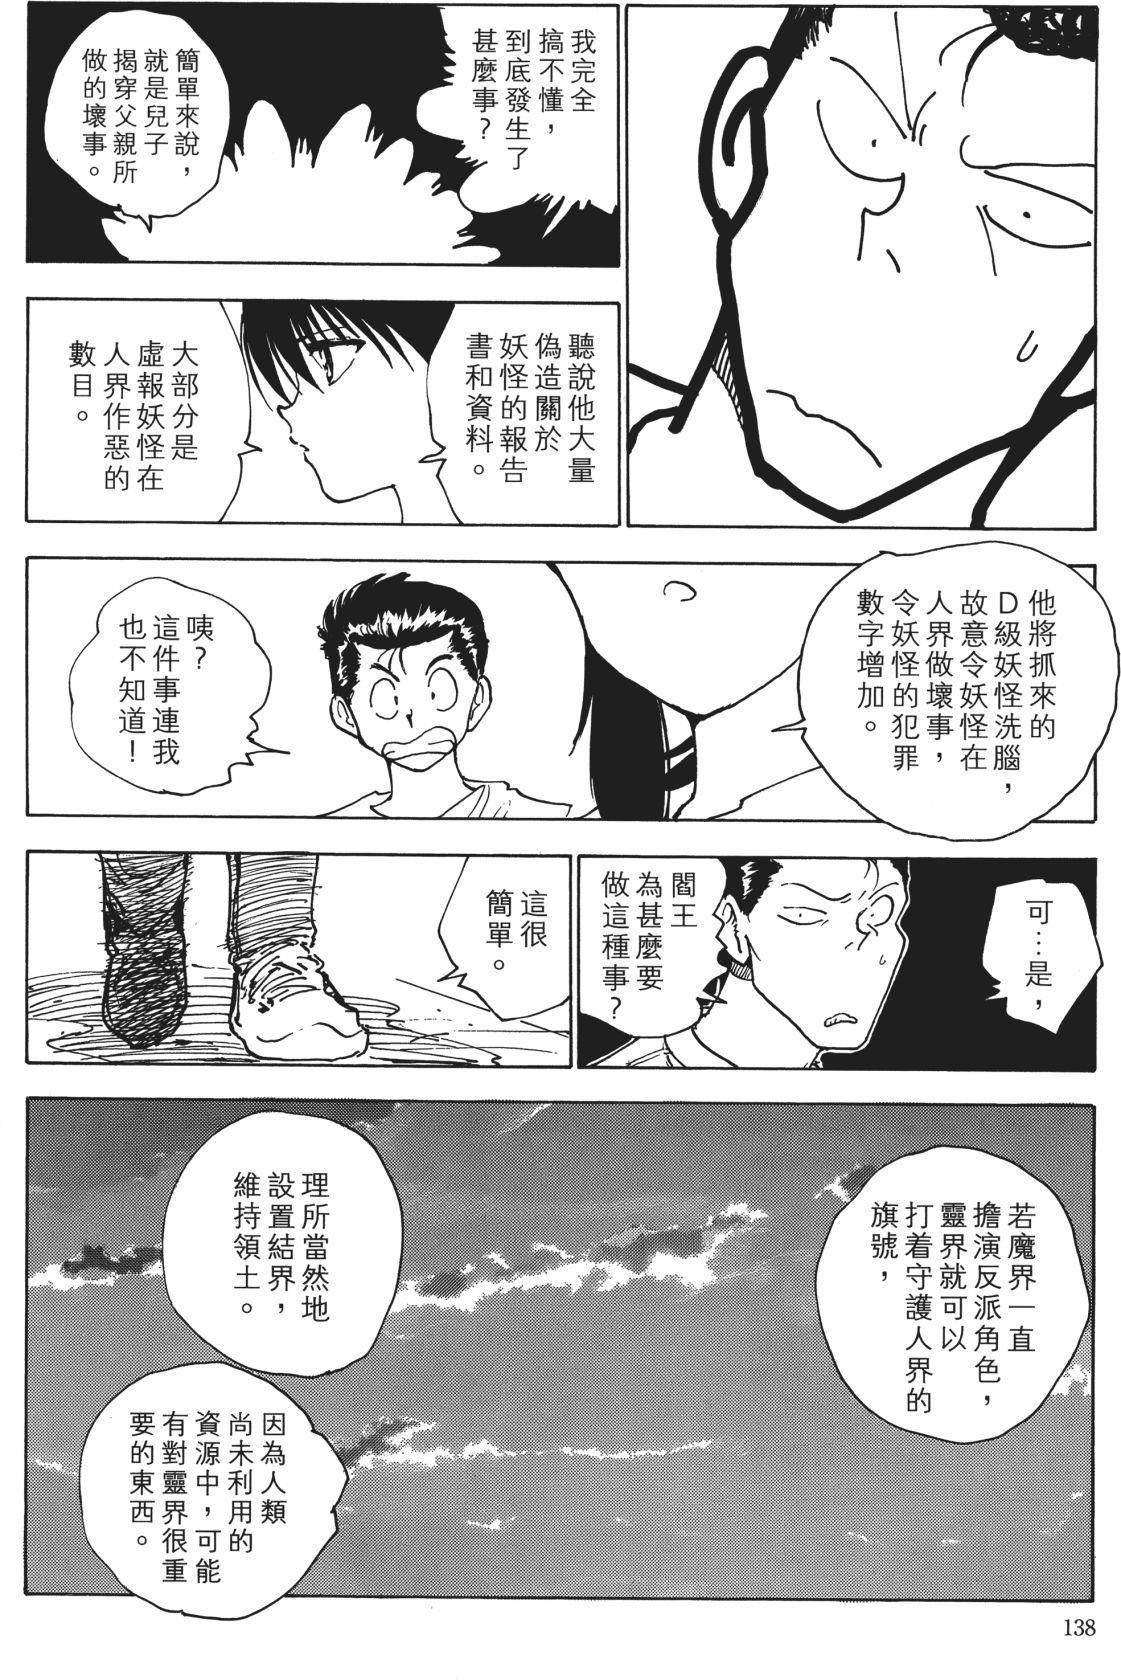 我完全
搞不懂，
到底發生了
甚麼事？
簡單來說，
就是兒子
揭穿父親所
做的壞事。
聽說他大量
偽造關於
妖怪的報告
書和資料。
大部分是
虛報妖怪在
人界作惡的
數目。
他將抓來的
Ｄ級妖怪洗腦，
故意令妖怪在
人界做壞事，
令妖怪的犯罪
數字增加。
咦？
這件事連我
也不知道！
可…是，
閻王
為甚麼要
做這種事？
這很
簡單。
若魔界一直
擔演反派角色，
靈界就可以
打着守護人界的
旗號，
理所當然地
設置結界，
維持領土。
因為人類
尚未利用的
資源中，可能
有對靈界很重
要的東西。
138